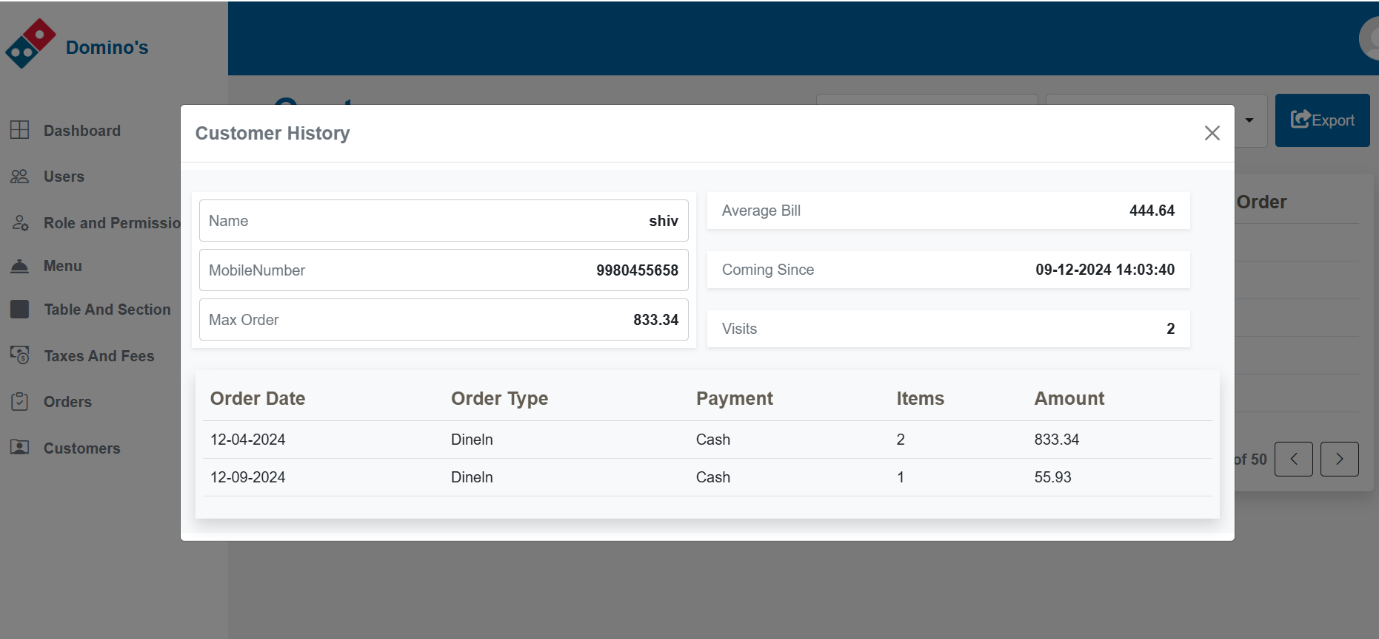 Domino's
Dashboard
Users
Role and Permissio
Menu
Table And Section
Taxes And Fees
Orders
Customers
Export
Order
of 50
Customer History
Name shiv
MobileNumber 9980455658
Max Order 833.34
Average Bill 444.64
Coming Since 09-12-2024 14:03:40
Visits 2
Order Date Order Type Payment Items Amount
12-04-2024 DineIn Cash 2 833.34
12-09-2024 DineIn Cash 1 55.93